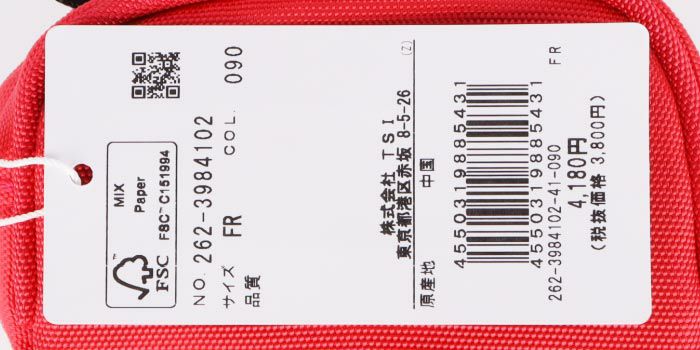 MIX
Paper
FSC™ C151994
FSC
NO. 262-3984102
COL. 090
サイズ FR
品質
株式会社 TSI
東京都港区赤坂 8-5-26
(Z)
原産地 中国
4550319885431
4550319885431
262-3984102-41-090
FR
4,180円
(税抜価格 3,800円)